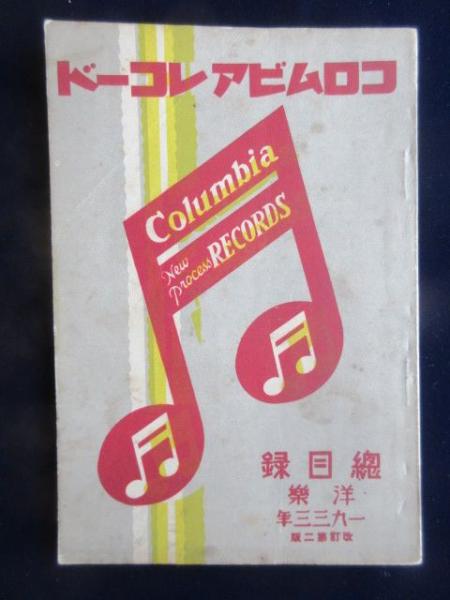 コロムビア レコード
Columbia
New Process RECORDS
總目録
洋樂
一九三三年
改訂第二版